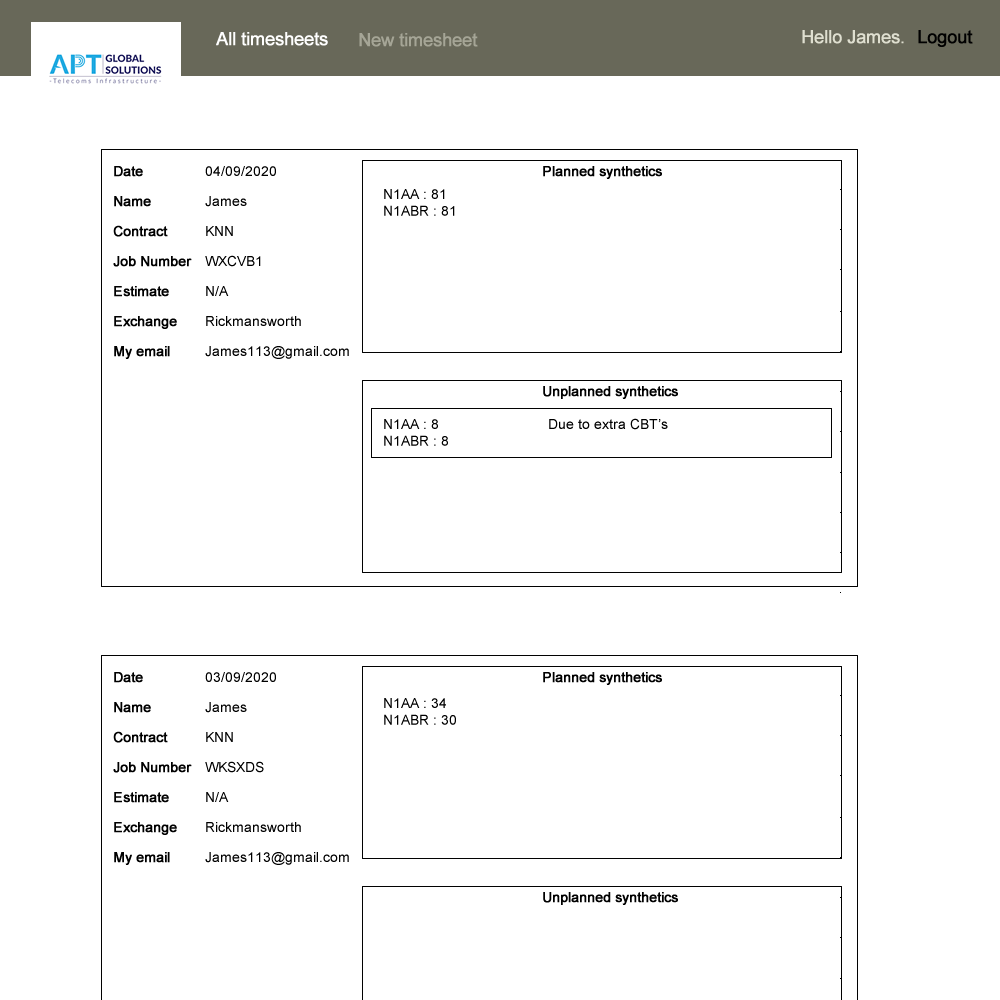 All timesheets New timesheet Hello James. Logout
APT GLOBAL SOLUTIONS
·Telecoms Infrastructure·
Date 04/09/2020
Name James
Contract KNN
Job Number WXCVB1
Estimate N/A
Exchange Rickmansworth
My email James113@gmail.com
Planned synthetics
N1AA : 81
N1ABR : 81
Unplanned synthetics
N1AA : 8 Due to extra CBT's
N1ABR : 8
Date 03/09/2020
Name James
Contract KNN
Job Number WKSXDS
Estimate N/A
Exchange Rickmansworth
My email James113@gmail.com
Planned synthetics
N1AA : 34
N1ABR : 30
Unplanned synthetics